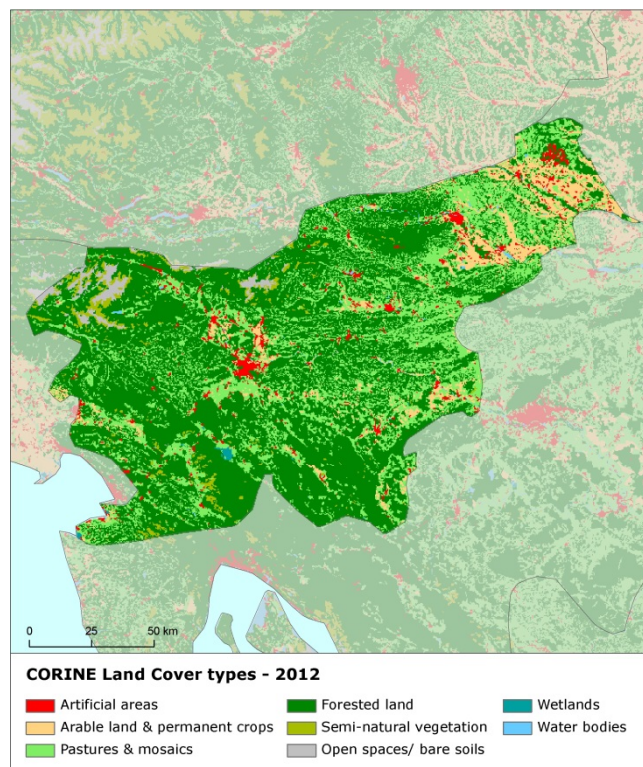 0 25 50 km
CORINE Land Cover types - 2012
Artificial areas
Arable land & permanent crops
Pastures & mosaics
Forested land
Semi-natural vegetation
Open spaces/ bare soils
Wetlands
Water bodies